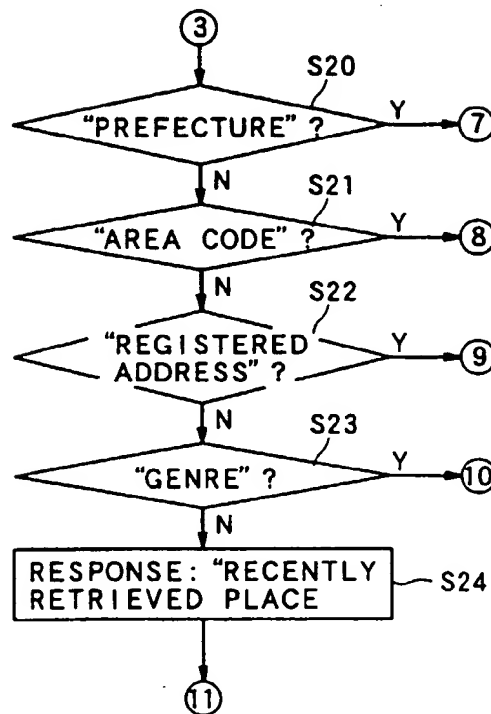 3
S20
"PREFECTURE" ?
Y
7
N
S21
"AREA CODE" ?
Y
8
N
S22
"REGISTERED
ADDRESS" ?
Y
9
N
S23
"GENRE" ?
Y
10
N
RESPONSE: "RECENTLY
RETRIEVED PLACE
S24
11